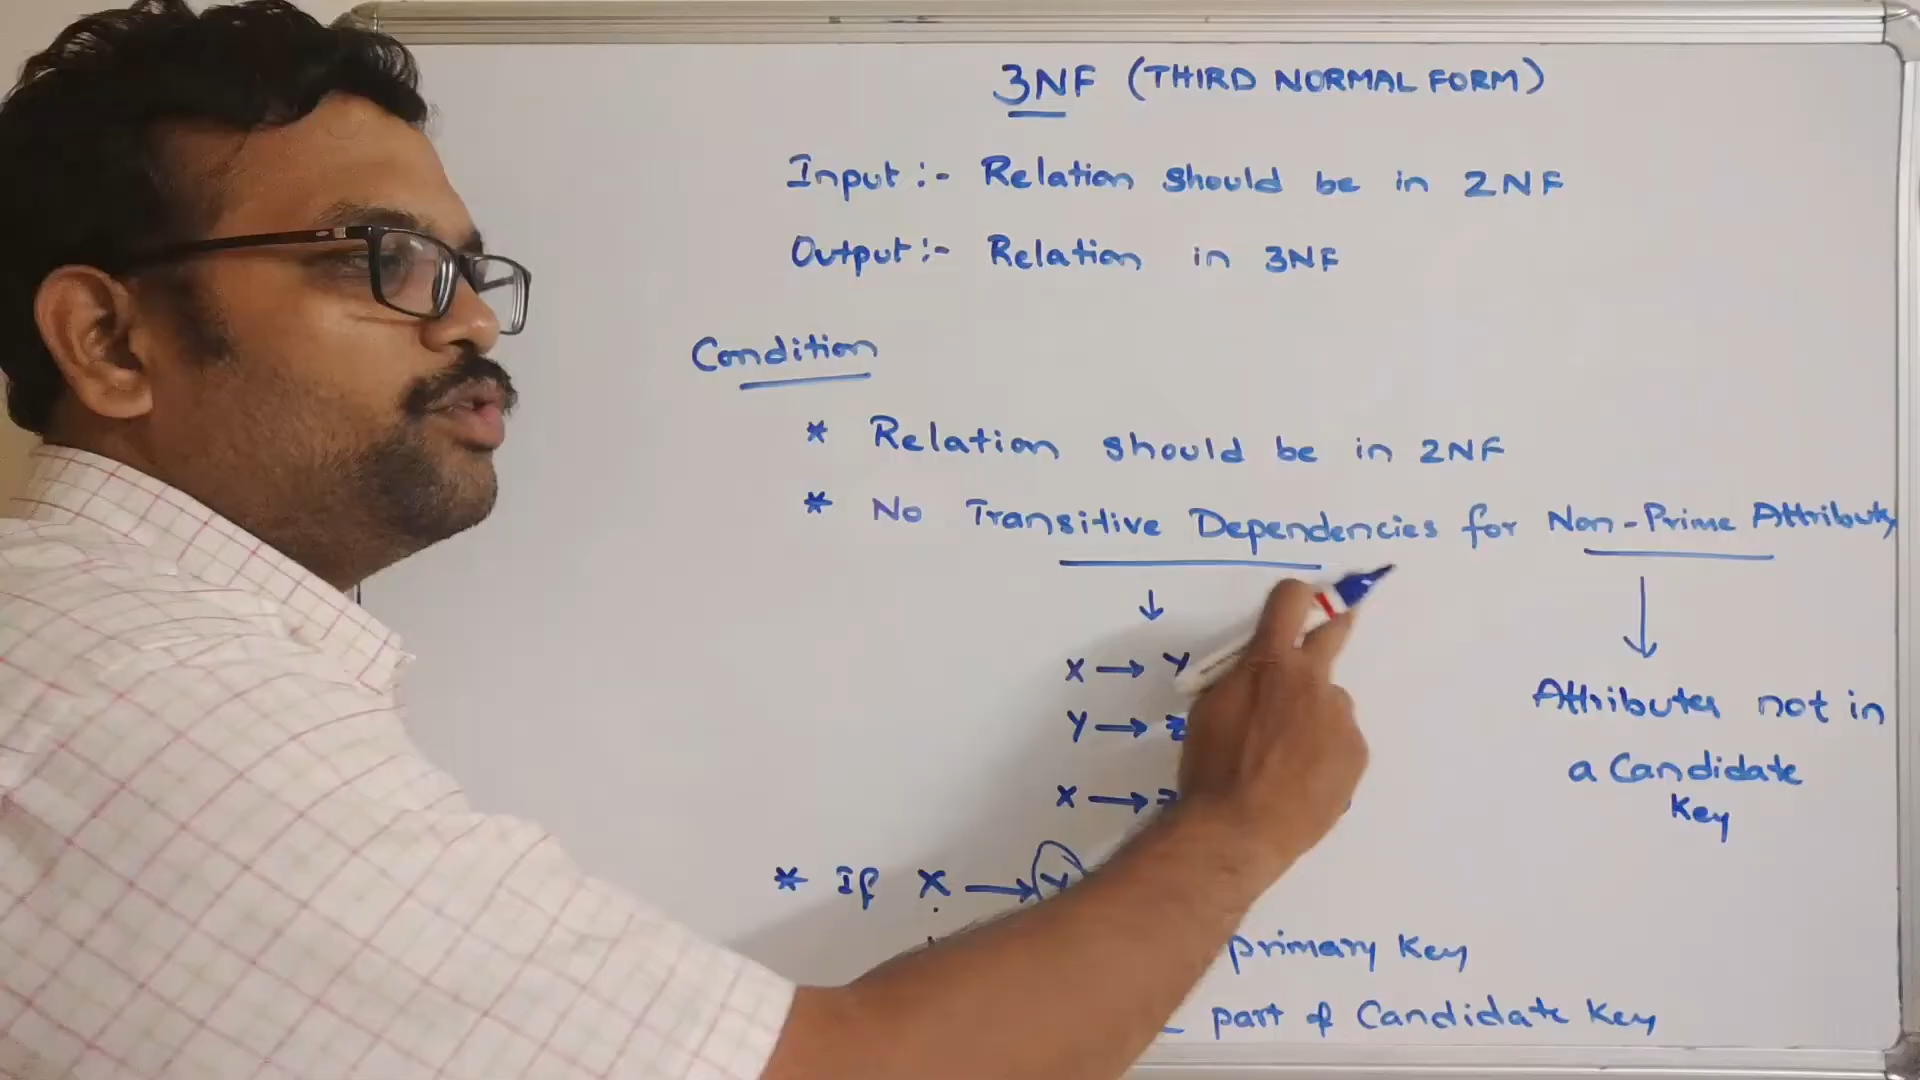 3NF (THIRD NORMAL FORM)
Input:- Relation should be in 2NF
Output:- Relation in 3NF
Condition
* Relation should be in 2NF
* No Transitive Dependencies for Non-Prime Attributes
↓
X → Y
Y → Z
X → Z
↓
Attributes not in
a Candidate
Key
* If X → Y
primary Key
part of Candidate Key